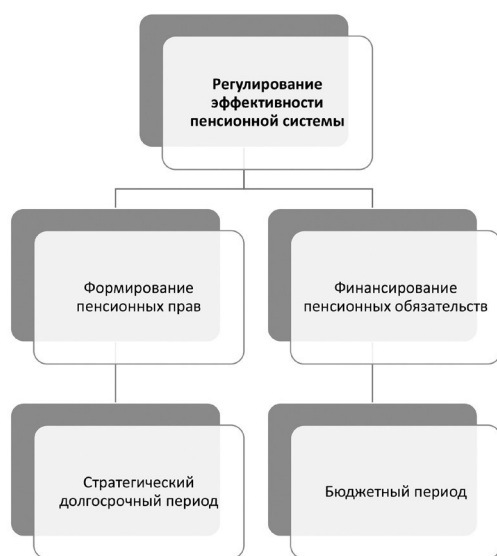 Регулирование
эффективности
пенсионной системы
Формирование
пенсионных прав
Финансирование
пенсионных обязательств
Стратегический
долгосрочный период
Бюджетный период